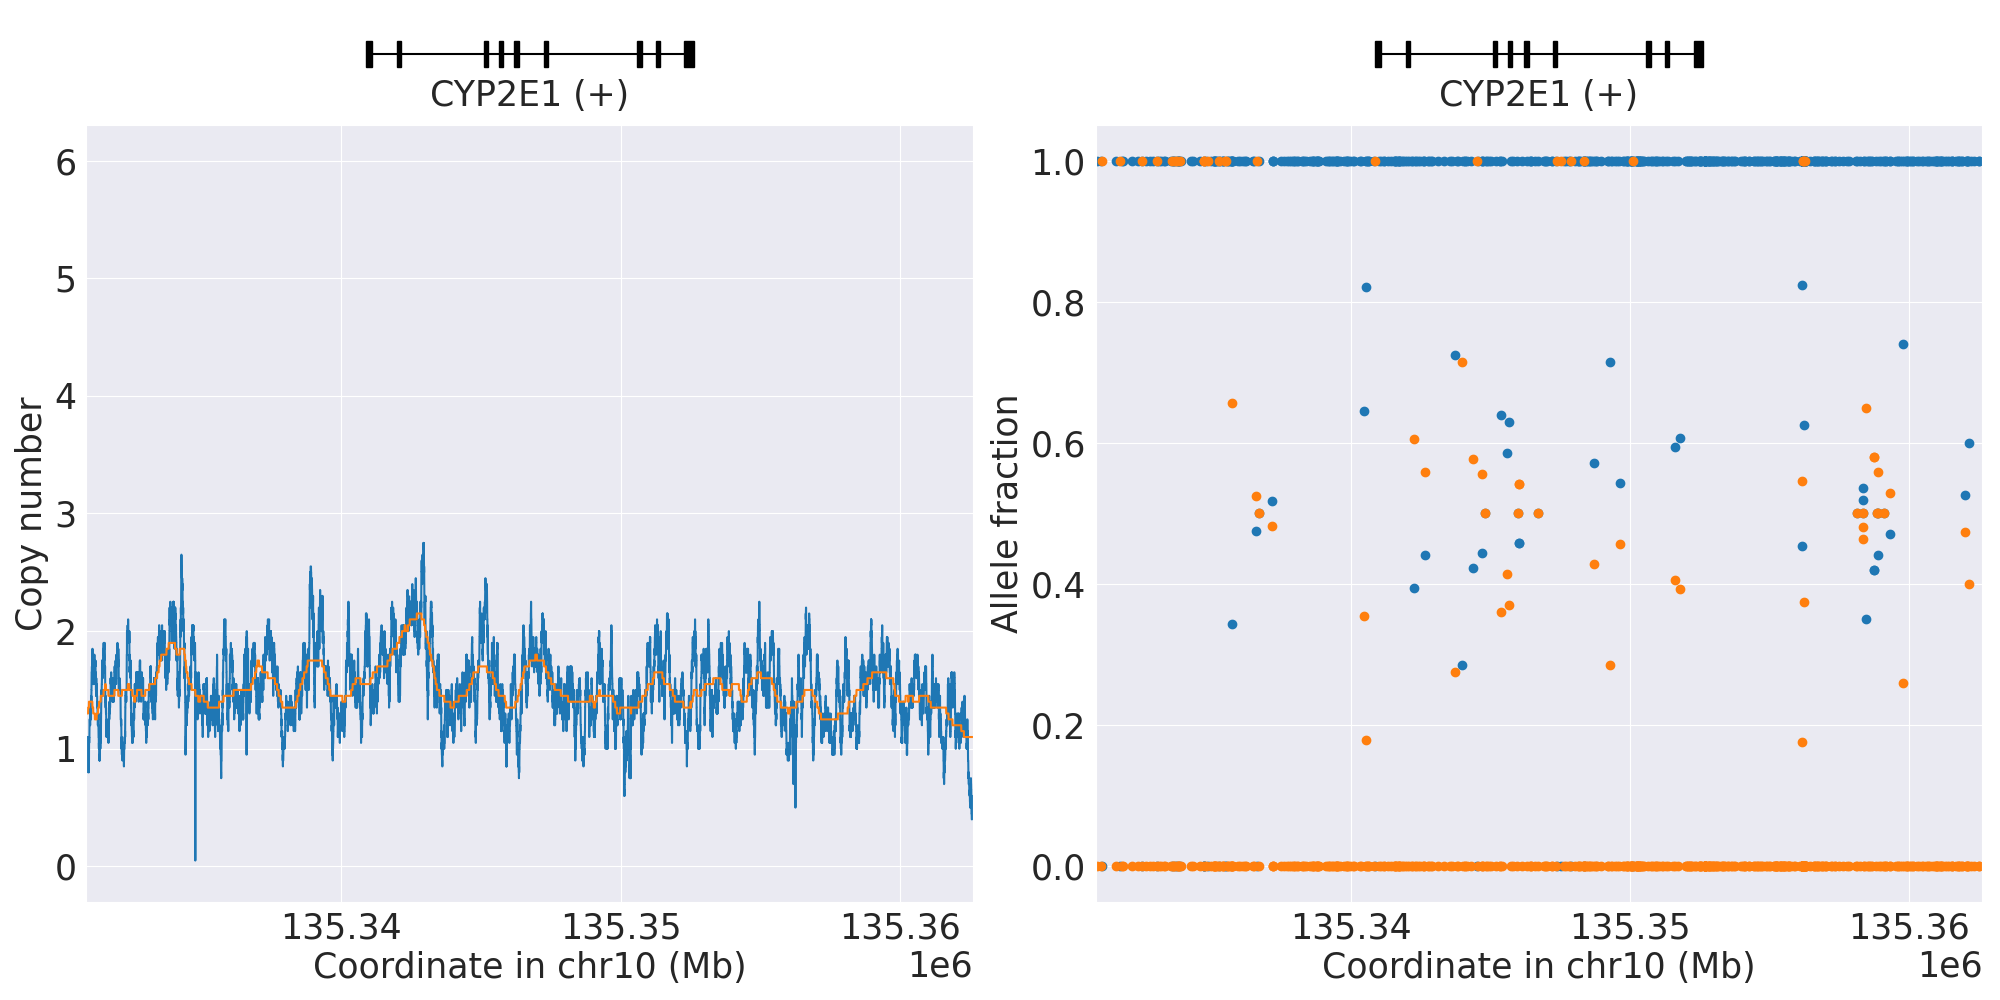 CYP2E1 (+)
6
5
4
3
2
1
0
Copy number
135.34 135.35 135.36
Coordinate in chr10 (Mb)
1e6
CYP2E1 (+)
1.0
0.8
0.6
0.4
0.2
0.0
Allele fraction
135.34 135.35 135.36
Coordinate in chr10 (Mb)
1e6